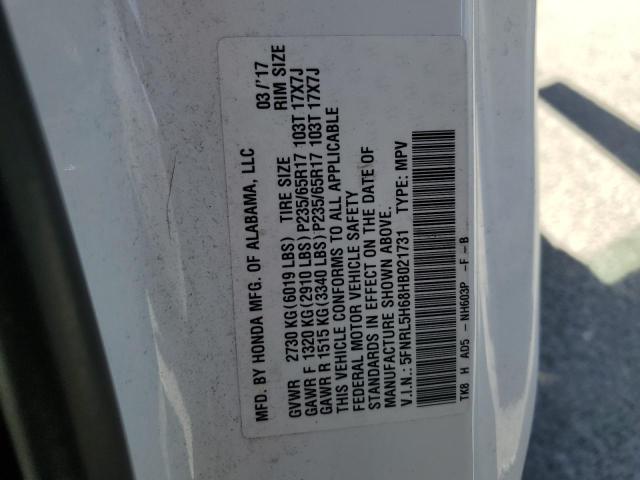 MFD. BY HONDA MFG. OF ALABAMA, LLC 03 /'17
GVWR 2730 KG (6019 LBS) TIRE SIZE RIM SIZE
GAWR F 1320 KG (2910 LBS) P235/65R17 103T 17X7J
GAWR R 1515 KG (3340 LBS) P235/65R17 103T 17X7J
THIS VEHICLE CONFORMS TO ALL APPLICABLE
FEDERAL MOTOR VEHICLE SAFETY
STANDARDS IN EFFECT ON THE DATE OF
MANUFACTURE SHOWN ABOVE.
V.I.N.: 5FNRL5H68HB021731 TYPE: MPV
TK8 H AD5 - NH603P -F - B